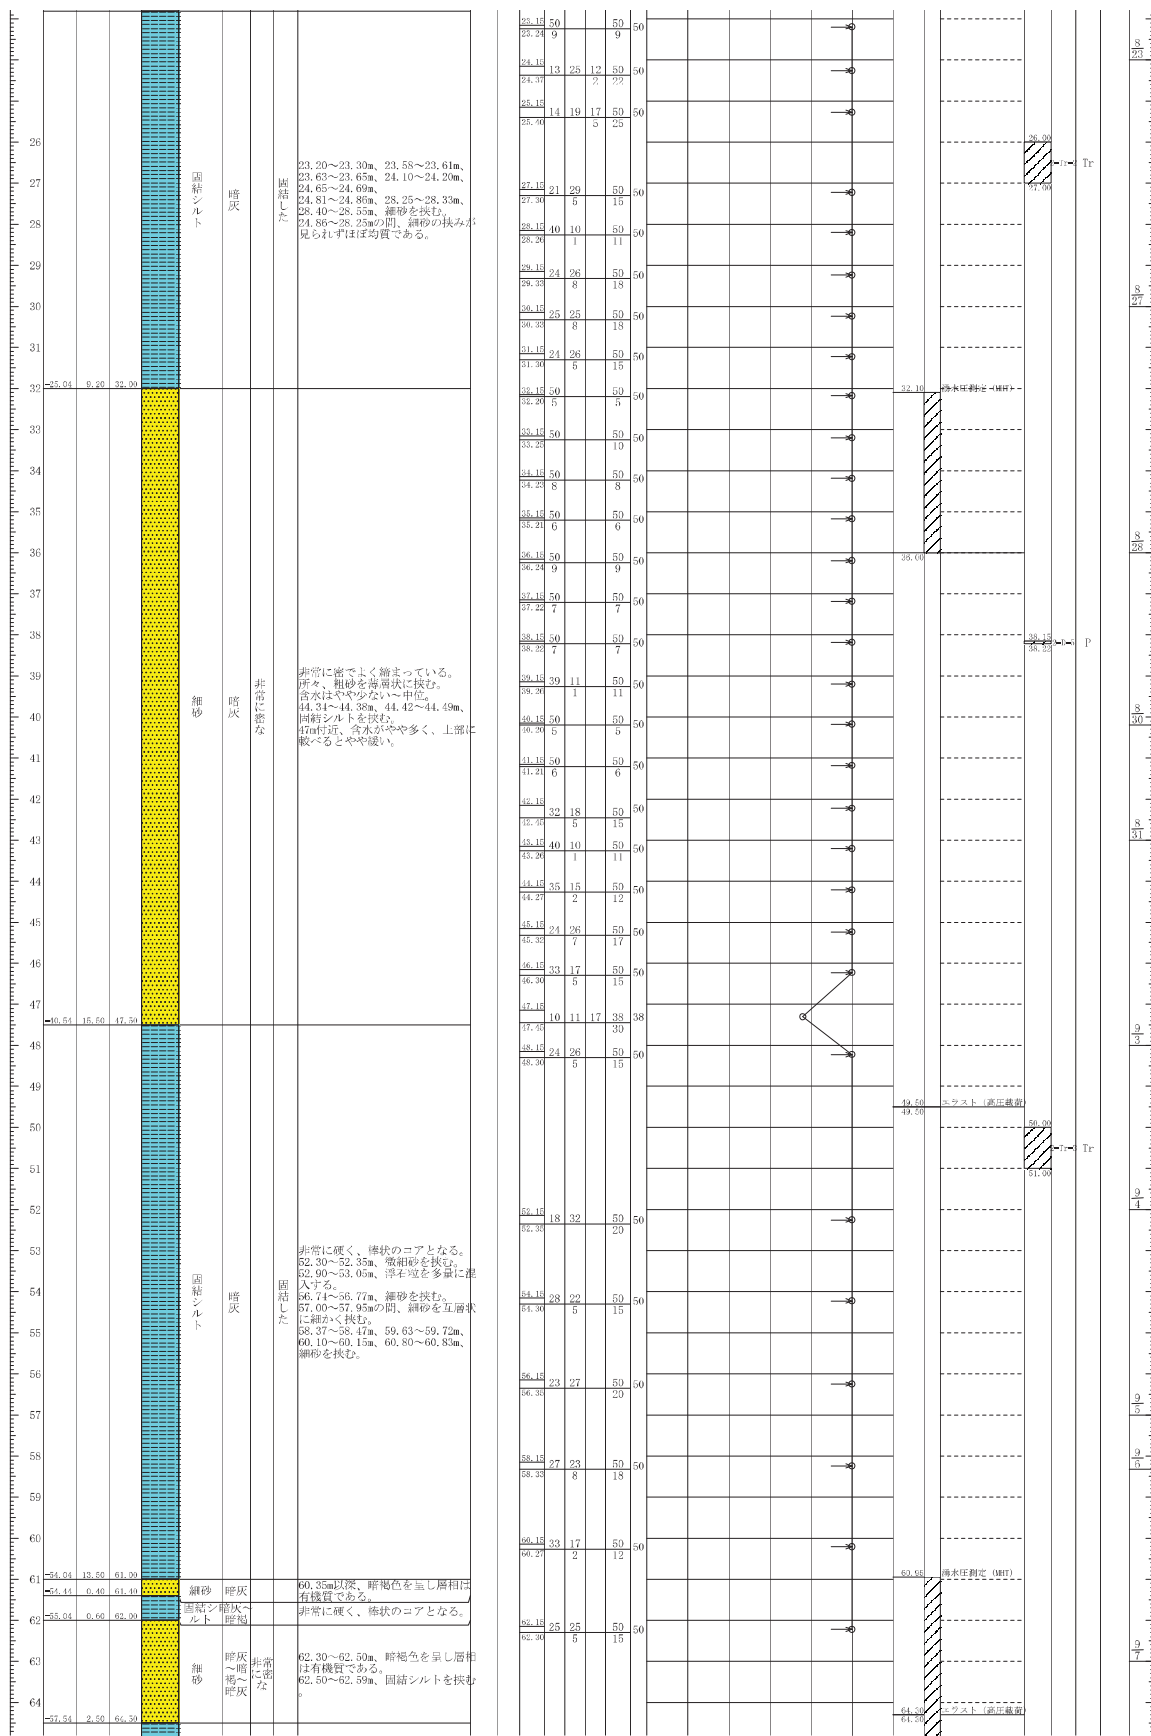 26
27
28
29
30
31
32
33
34
35
36
37
38
39
40
41
42
43
44
45
46
47
48
49
50
51
52
53
54
55
56
57
58
59
60
61
62
63
64
-25.04 9.20 32.00
-40.54 15.50 47.50
-54.04 13.50 61.00
-54.44 0.40 61.40
-55.04 0.60 62.00
-57.54 2.50 64.50
固結シルト
暗灰
固結した
23.20～23.30m、23.58～23.61m、
23.63～23.65m、24.10～24.20m、
24.65～24.69m、
24.81～24.86m、28.25～28.33m、
28.40～28.55m、細砂を挟む。
24.86～28.25mの間、細砂の挟みが
見られずほぼ均質である。
細砂
暗灰
非常に密な
非常に密でよく締まっている。
所々、粗砂を薄層状に挟む。
含水はやや少ない～中位。
44.34～44.38m、44.42～44.49m、
固結シルトを挟む。
47m付近、含水がやや多く、上部に
較べるとやや緩い。
固結シルト
暗灰
固結した
非常に硬く、棒状のコアとなる。
52.30～52.35m、微細砂を挟む。
52.90～53.05m、浮石粒を多量に混
入する。
56.74～56.77m、細砂を挟む。
57.00～57.95mの間、細砂を互層状
に細かく挟む。
58.37～58.47m、59.63～59.72m、
60.10～60.15m、60.80～60.83m、
細砂を挟む。
細砂 暗灰
60.35m以深、暗褐色を呈し層相は
有機質である。
固結シルト
暗灰～暗褐
非常に硬く、棒状のコアとなる。
細砂
暗灰～暗褐～暗灰
非常に密な
62.30～62.50m、暗褐色を呈し層相
は有機質である。
62.50～62.59m、固結シルトを挟む
。
23.15 50 50 50
23.24 9 9
24.15 13 25 12 50 50
24.37 2 22
25.15 14 19 17 50 50
25.40 5 25
27.15 21 29 50 50
27.30 5 15
28.15 40 10 50 50
28.26 1 11
29.15 24 26 50 50
29.33 8 18
30.15 25 25 50 50
30.33 8 18
31.15 24 26 50 50
31.30 5 15
32.15 50 50 50
32.20 5 5
33.15 50 50 50
33.25 10
34.15 50 50 50
34.23 8 8
35.15 50 50 50
35.21 6 6
36.15 50 50 50
36.24 9 9
37.15 50 50 50
37.22 7 7
38.15 50 50 50
38.22 7 7
39.15 39 11 50 50
39.26 1 11
40.15 50 50 50
40.20 5 5
41.15 50 50 50
41.21 6 6
42.15 32 18 50 50
42.45 5 15
43.15 40 10 50 50
43.26 1 11
44.15 35 15 50 50
44.27 2 12
45.15 24 26 50 50
45.32 7 17
46.15 33 17 50 50
46.30 5 15
47.15 10 11 17 38 38
47.45 30
48.15 24 26 50 50
48.30 5 15
52.15 18 32 50 50
52.35 20
54.15 28 22 50 50
54.30 5 15
56.15 23 27 50 50
56.35 20
58.15 27 23 50 50
58.33 8 18
60.15 33 17 50 50
60.27 2 12
62.15 25 25 50 50
62.30 5 15
32.10 湧水圧測定 (MHT)
36.00
49.50 エラスト (高圧載荷)
49.50
60.95 湧水圧測定 (MHT)
64.30 エラスト (高圧載荷)
64.30
26.00
Tr
27.00
38.15
P
38.22
50.00
Tr
51.00
8/23
8/27
8/28
8/30
8/31
9/3
9/4
9/5
9/6
9/7